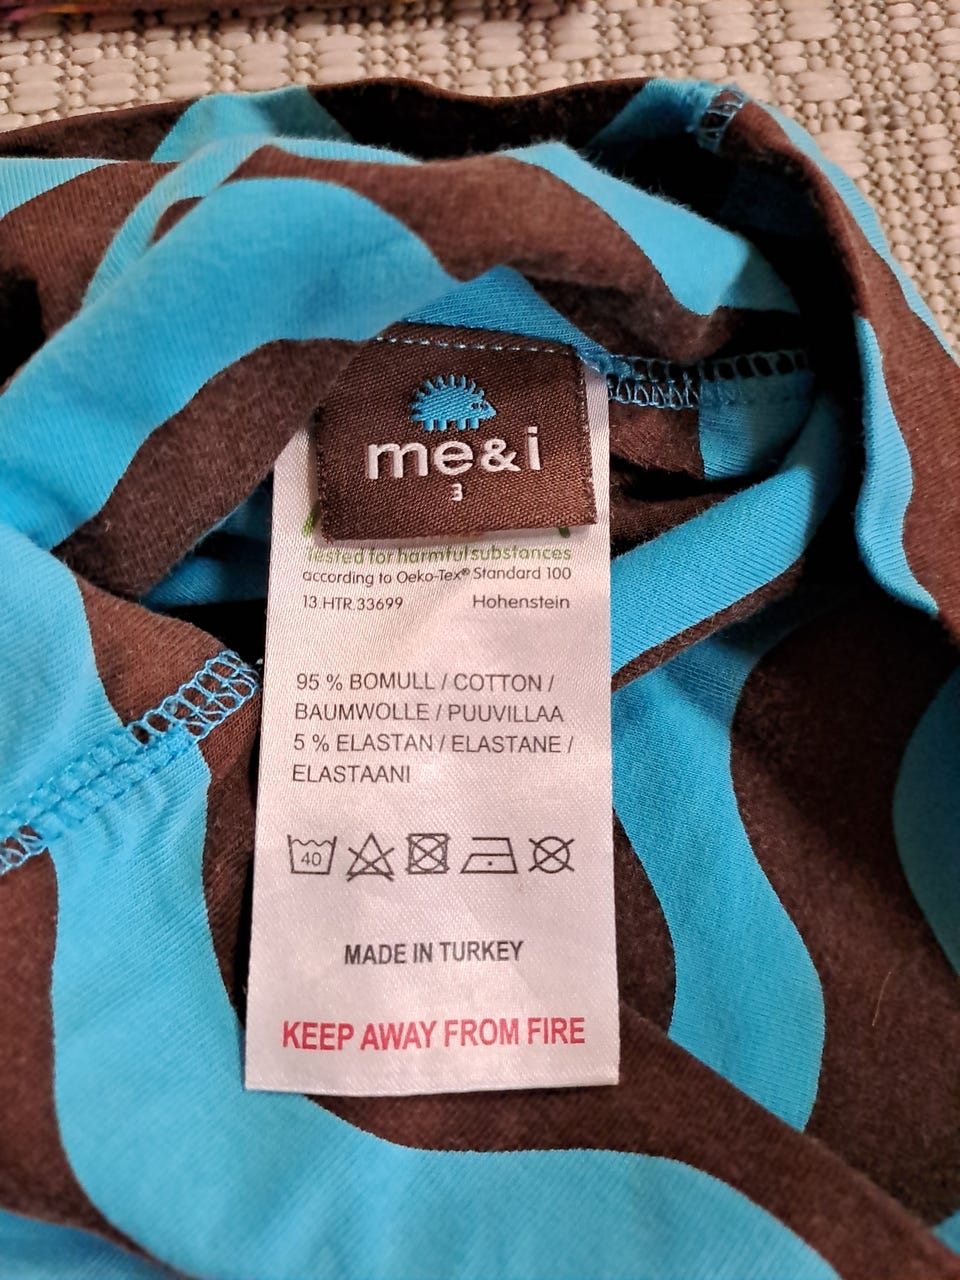 me&i
3
Tested for harmful substances
according to Oeko-Tex® Standard 100
13.HTR.33699 Hohenstein
95 % BOMULL / COTTON /
BAUMWOLLE / PUUVILLAA
5 % ELASTAN / ELASTANE /
ELASTAANI
40
MADE IN TURKEY
KEEP AWAY FROM FIRE